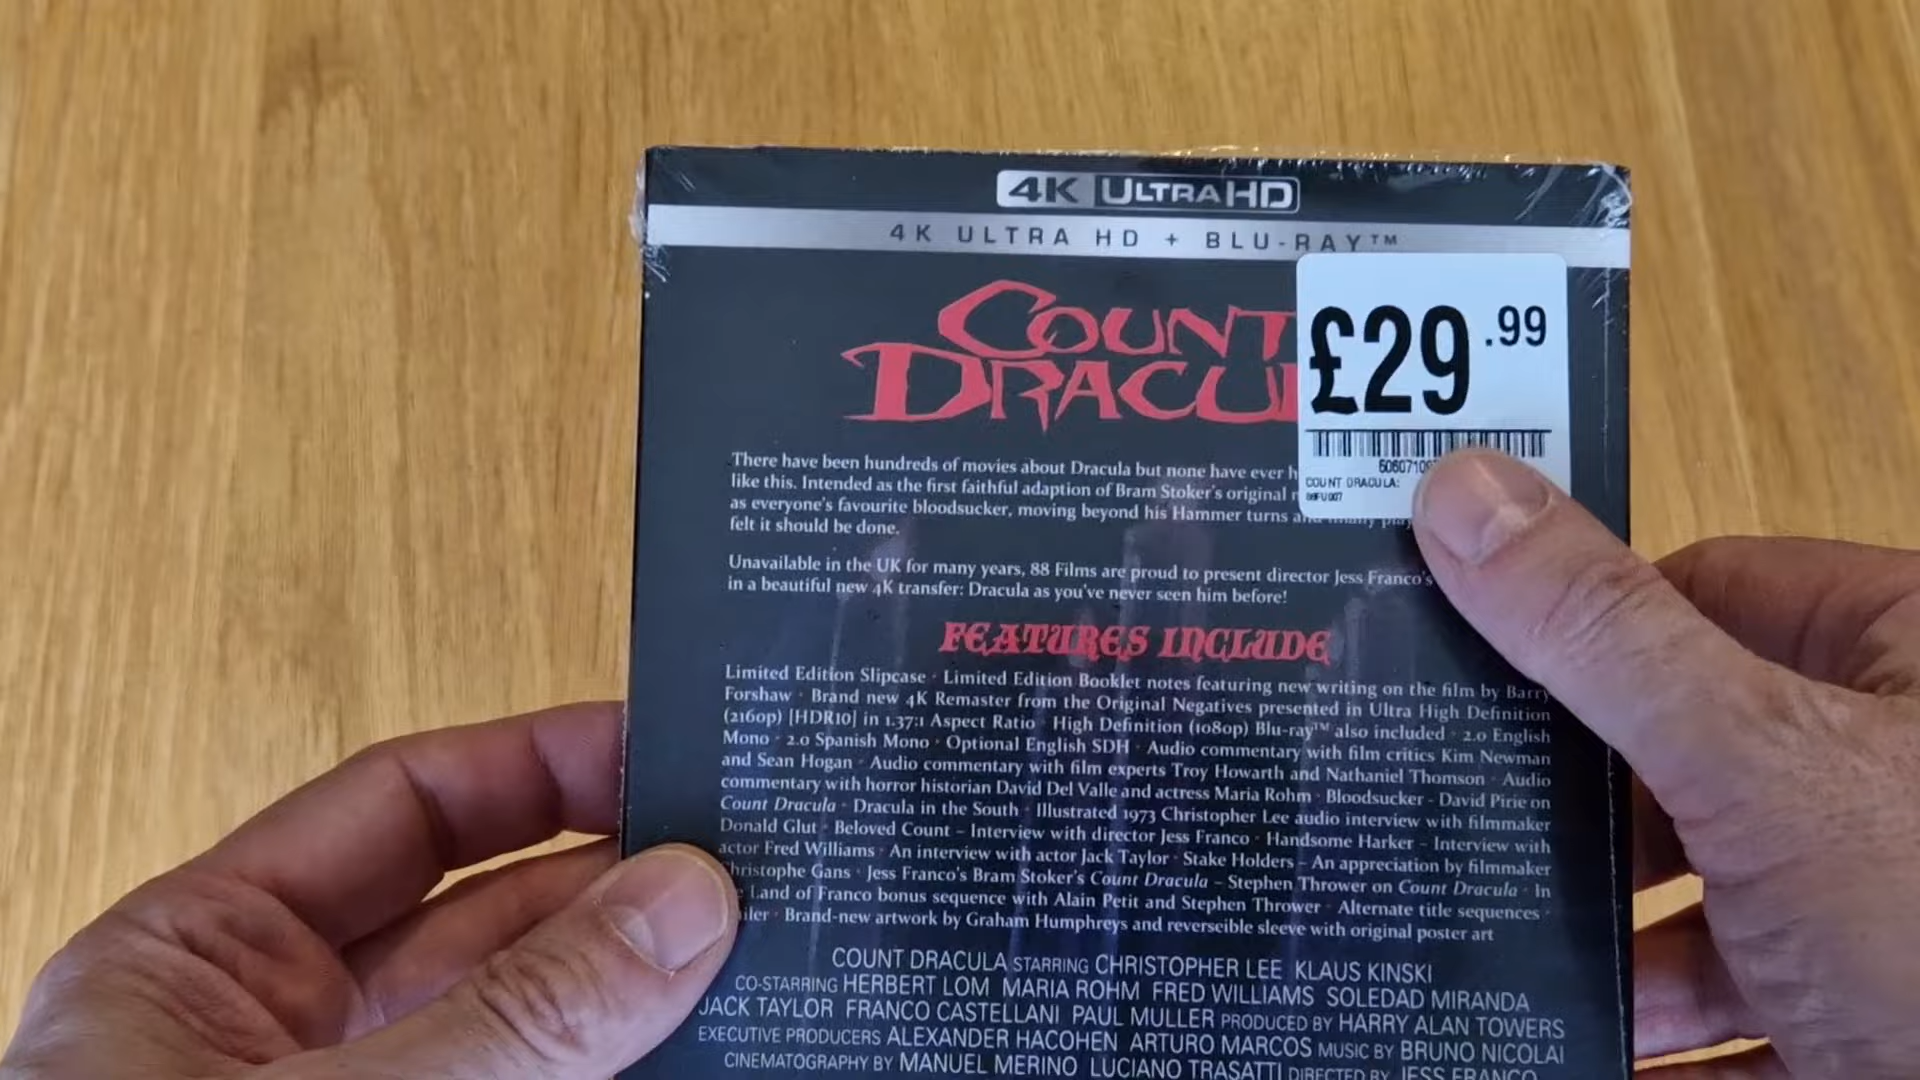 4K ULTRA HD
4K ULTRA HD + BLU-RAY™
COUNT
£29.99
There have been hundreds of movies about Dracula but none have ever
like this. Intended as the first faithful adaption of Bram Stoker's original
COUNT DRACULA:
as everyone's favourite bloodsucker, moving beyond his Hammer turns
felt it should be done.
Unavailable in the UK for many years, 88 Films are proud to present director Jess Franco's
in a beautiful new 4K transfer: Dracula as you've never seen him before!
FEATURES INCLUDE
Limited Edition Slipcase · Limited Edition Booklet notes featuring new writing on the film by Barry
Forshaw · Brand new 4K Remaster from the Original Negatives presented in Ultra High Definition
(2160p) [HDR10] in 1.37:1 Aspect Ratio · High Definition (1080p) Blu-ray™ also included · 2.0 English
Mono · 2.0 Spanish Mono · Optional English SDH · Audio commentary with film critics Kim Newman
and Sean Hogan · Audio commentary with film experts Troy Howarth and Nathaniel Thomson · Audio
commentary with horror historian David Del Valle and actress Maria Rohm · Bloodsucker - David Pirie on
Count Dracula · Dracula in the South · Illustrated 1973 Christopher Lee audio interview with filmmaker
Donald Glut · Beloved Count – Interview with director Jess Franco · Handsome Harker – Interview with
actor Fred Williams · An interview with actor Jack Taylor · Stake Holders – An appreciation by filmmaker
Christophe Gans · Jess Franco's Bram Stoker's Count Dracula – Stephen Thrower on Count Dracula · In
Land of Franco bonus sequence with Alain Petit and Stephen Thrower · Alternate title sequences ·
· Brand-new artwork by Graham Humphreys and reverseible sleeve with original poster art
COUNT DRACULA STARRING CHRISTOPHER LEE KLAUS KINSKI
CO-STARRING HERBERT LOM MARIA ROHM FRED WILLIAMS SOLEDAD MIRANDA
JACK TAYLOR FRANCO CASTELLANI PAUL MULLER PRODUCED BY HARRY ALAN TOWERS
EXECUTIVE PRODUCERS ALEXANDER HACOHEN ARTURO MARCOS MUSIC BY BRUNO NICOLAI
CINEMATOGRAPHY BY MANUEL MERINO LUCIANO TRASATTI DIRECTED BY JESS FRANCO